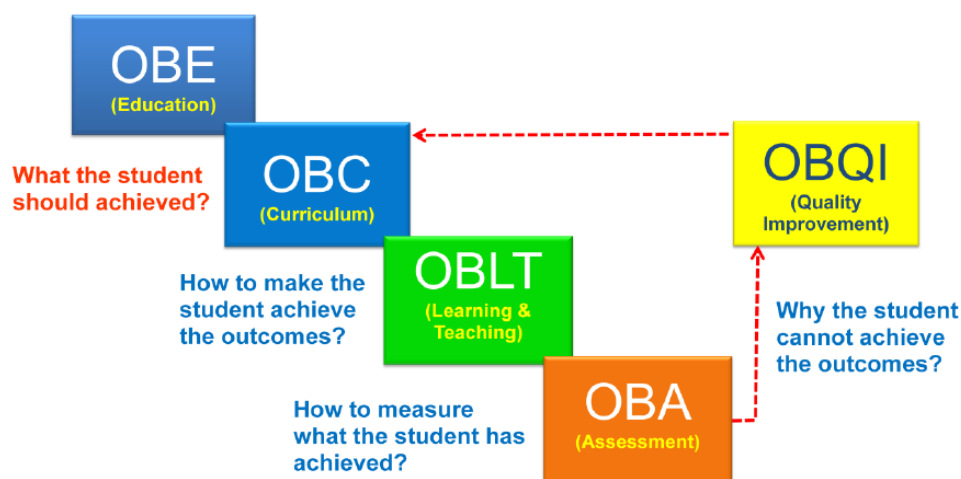 OBE
(Education)
What the student
should achieved?
OBC
(Curriculum)
OBQI
(Quality
Improvement)
How to make the
student achieve
the outcomes?
OBLT
(Learning &
Teaching)
Why the student
cannot achieve
the outcomes?
How to measure
what the student has
achieved?
OBA
(Assessment)